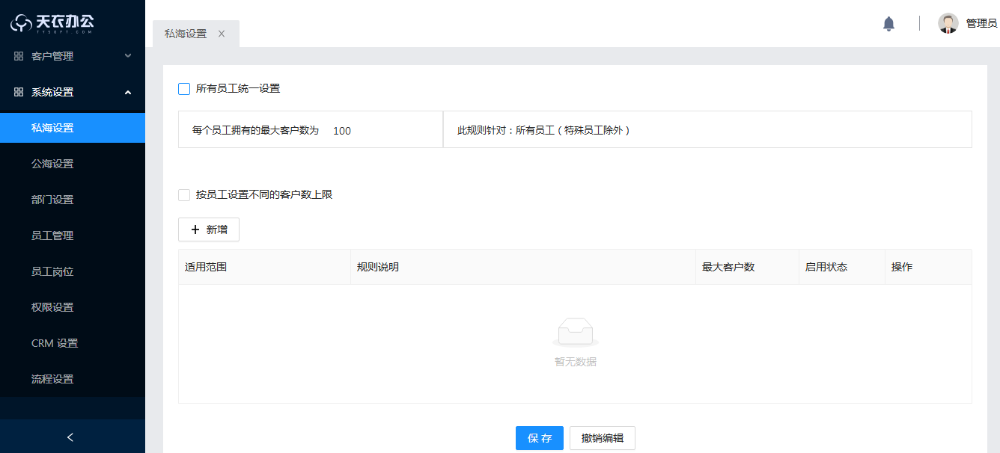 天衣办公
TYSOFT.COM
客户管理
系统设置
私海设置
公海设置
部门设置
员工管理
员工岗位
权限设置
CRM 设置
流程设置
私海设置
管理员
所有员工统一设置
每个员工拥有的最大客户数为 100
此规则针对：所有员工（特殊员工除外）
按员工设置不同的客户数上限
新增
适用范围 规则说明 最大客户数 启用状态 操作
暂无数据
保 存 撤销编辑